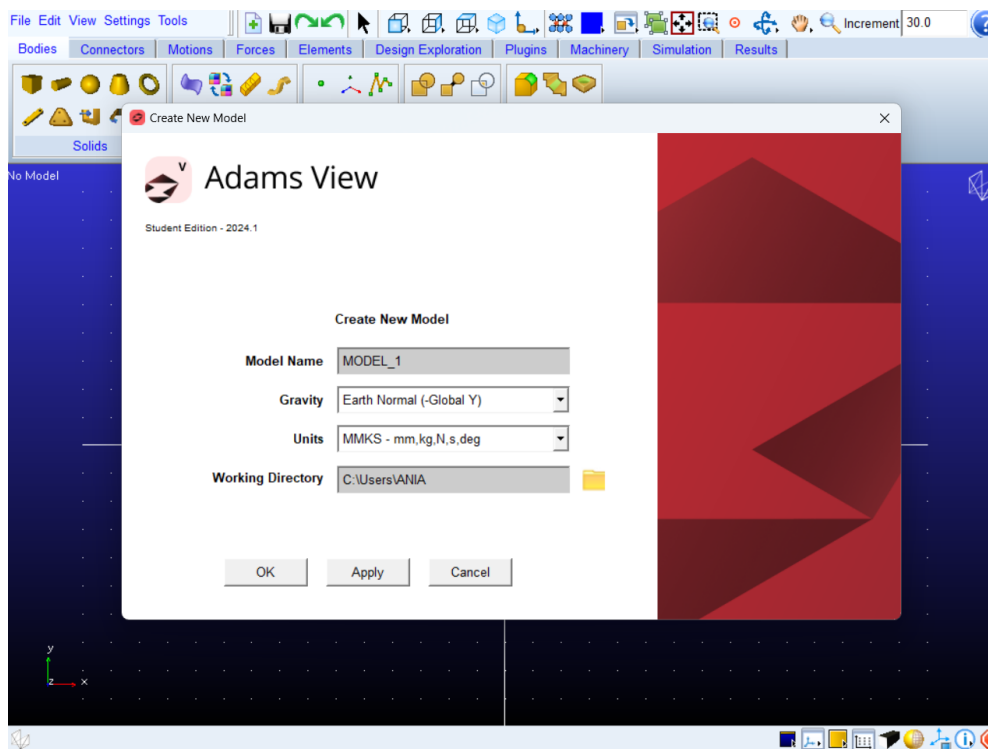 File Edit View Settings Tools
Increment 30.0
?
Bodies Connectors Motions Forces Elements Design Exploration Plugins Machinery Simulation Results
Solids
Create New Model
No Model
V
Adams View
Student Edition - 2024.1
Create New Model
Model Name MODEL_1
Gravity Earth Normal (-Global Y)
Units MMKS - mm,kg,N,s,deg
Working Directory C:\Users\ANIA
OK Apply Cancel
y
z x